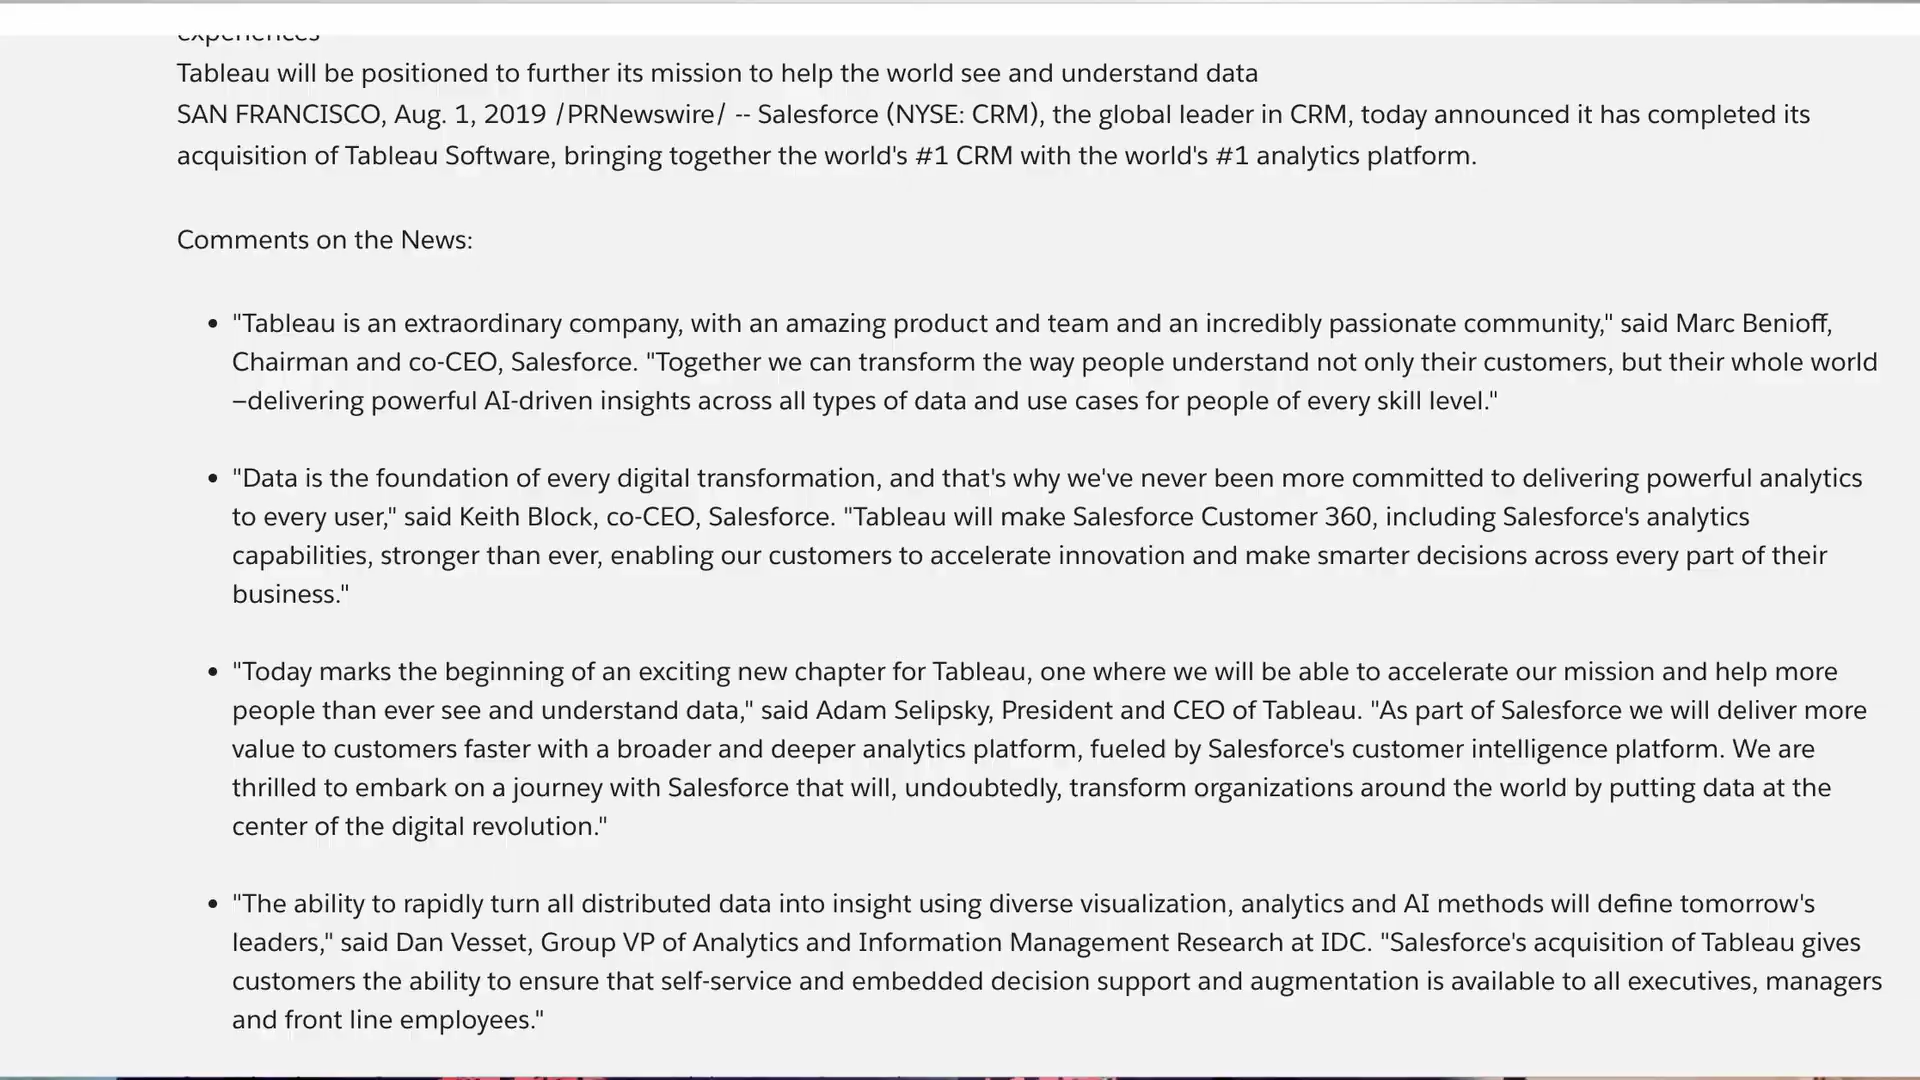 experiences
Tableau will be positioned to further its mission to help the world see and understand data
SAN FRANCISCO, Aug. 1, 2019 /PRNewswire/ -- Salesforce (NYSE: CRM), the global leader in CRM, today announced it has completed its
acquisition of Tableau Software, bringing together the world's #1 CRM with the world's #1 analytics platform.
Comments on the News:
• "Tableau is an extraordinary company, with an amazing product and team and an incredibly passionate community," said Marc Benioff,
Chairman and co-CEO, Salesforce. "Together we can transform the way people understand not only their customers, but their whole world
—delivering powerful AI-driven insights across all types of data and use cases for people of every skill level."
• "Data is the foundation of every digital transformation, and that's why we've never been more committed to delivering powerful analytics
to every user," said Keith Block, co-CEO, Salesforce. "Tableau will make Salesforce Customer 360, including Salesforce's analytics
capabilities, stronger than ever, enabling our customers to accelerate innovation and make smarter decisions across every part of their
business."
• "Today marks the beginning of an exciting new chapter for Tableau, one where we will be able to accelerate our mission and help more
people than ever see and understand data," said Adam Selipsky, President and CEO of Tableau. "As part of Salesforce we will deliver more
value to customers faster with a broader and deeper analytics platform, fueled by Salesforce's customer intelligence platform. We are
thrilled to embark on a journey with Salesforce that will, undoubtedly, transform organizations around the world by putting data at the
center of the digital revolution."
• "The ability to rapidly turn all distributed data into insight using diverse visualization, analytics and AI methods will define tomorrow's
leaders," said Dan Vesset, Group VP of Analytics and Information Management Research at IDC. "Salesforce's acquisition of Tableau gives
customers the ability to ensure that self-service and embedded decision support and augmentation is available to all executives, managers
and front line employees."